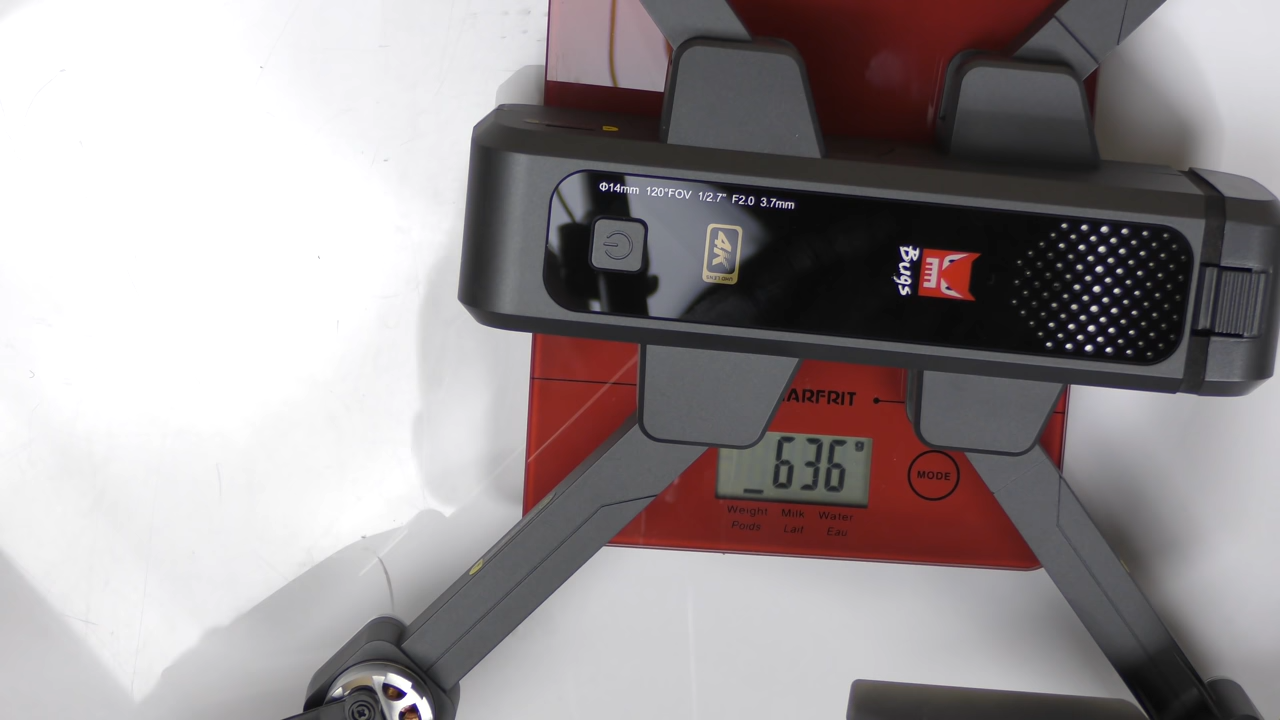 Φ14mm 120°FOV 1/2.7" F2.0 3.7mm
4K
Bugs
ARFRIT
636 g
MODE
Weight Milk Water
Poids Lait Eau